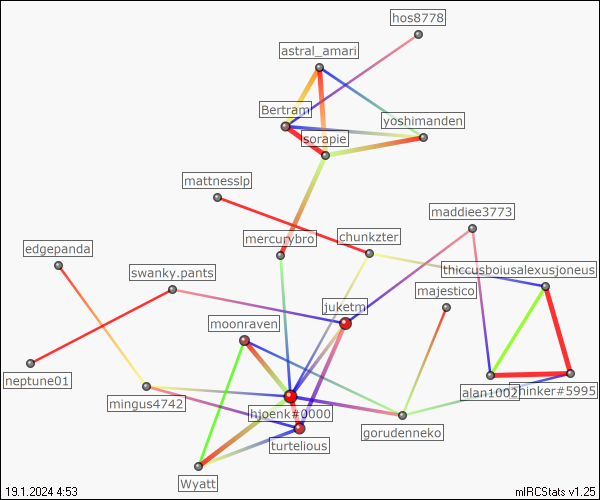 hos8778
astral_amari
Bertram
yoshimanden
sorapie
mattnesslp
maddiee3773
mercurybro
chunkzter
edgepanda
swanky.pants
thiccusboiusalexusjoneus
majestico
juketm
moonraven
neptune01
mingus4742
alan1002
thinker#5995
hjoenk#0000
gorudenneko
turtelious
Wyatt
19.1.2024 4:53
mIRCStats v1.25